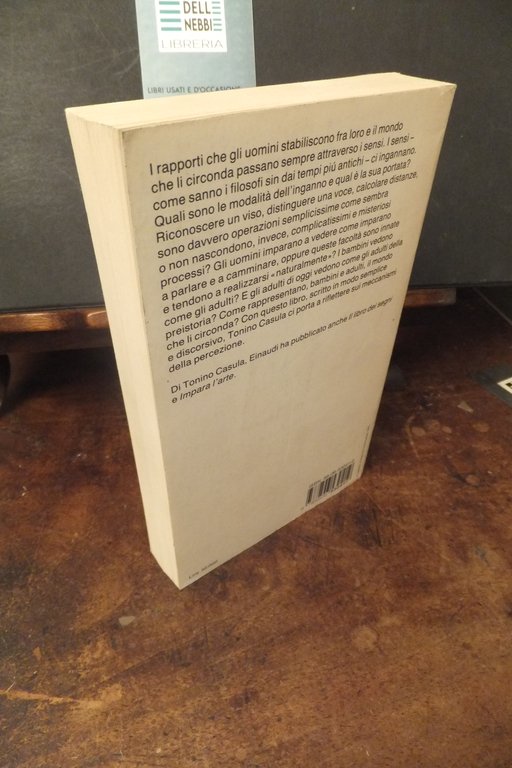 DELL
NEBBI
LIBRERIA
LIBRI USATI E D'OCCASIONE
I rapporti che gli uomini stabiliscono fra loro e il mondo
che li circonda passano sempre attraverso i sensi. I sensi –
come sanno i filosofi sin dai tempi piú antichi – ci ingannano.
Quali sono le modalità dell'inganno e qual è la sua portata?
Riconoscere un viso, distinguere una voce, calcolare distanze,
sono davvero operazioni semplicissime come sembra
o non nascondono, invece, complicatissimi e misteriosi
processi? Gli uomini imparano a vedere come imparano
a parlare e a camminare, oppure queste facoltà sono innate
e tendono a realizzarsi «naturalmente»? I bambini vedono
come gli adulti? E gli adulti di oggi vedono come gli adulti della
preistoria? Come rappresentano, bambini e adulti, il mondo
che li circonda? Con questo libro, scritto in modo semplice
e discorsivo, Tonino Casula ci porta a riflettere sui meccanismi
della percezione.
Di Tonino Casula, Einaudi ha pubblicato anche Il libro dei segni
e Impara l'arte.